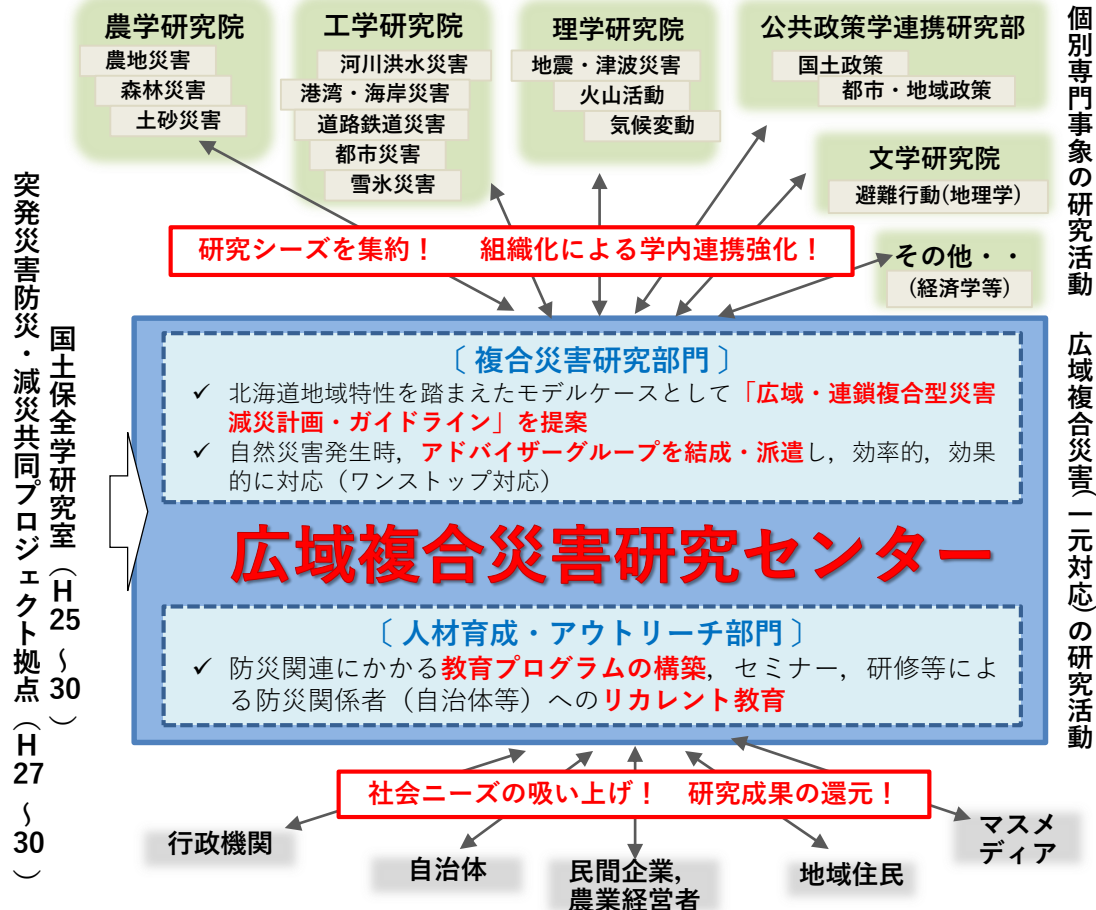 農学研究院
農地災害
森林災害
土砂災害
工学研究院
河川洪水災害
港湾・海岸災害
道路鉄道災害
都市災害
雪氷災害
理学研究院
地震・津波災害
火山活動
気候変動
公共政策学連携研究部
国土政策
都市・地域政策
文学研究院
避難行動(地理学)
その他・・
(経済学等)
個別専門事象の研究活動
研究シーズを集約！　組織化による学内連携強化！
国土保全学研究室（H25～30）
突発災害防災・減災共同プロジェクト拠点（H27～30）
〔 複合災害研究部門 〕
✓ 北海道地域特性を踏まえたモデルケースとして「広域・連鎖複合型災害
減災計画・ガイドライン」を提案
✓ 自然災害発生時，アドバイザーグループを結成・派遣し，効率的，効果
的に対応（ワンストップ対応）
広域複合災害研究センター
〔 人材育成・アウトリーチ部門 〕
✓ 防災関連にかかる教育プログラムの構築，セミナー，研修等によ
る防災関係者（自治体等）へのリカレント教育
広域複合災害(一元対応)の研究活動
社会ニーズの吸い上げ！　研究成果の還元！
行政機関
自治体
民間企業,
農業経営者
地域住民
マスメ
ディア